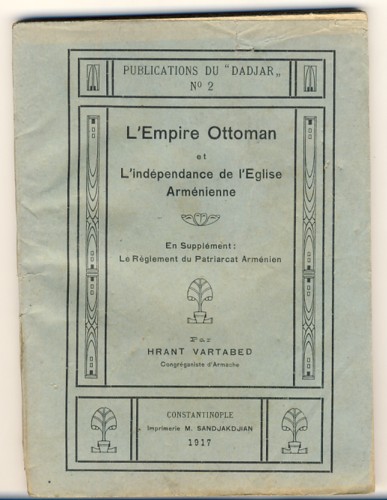 PUBLICATIONS DU "DADJAR„
No 2
L'Empire Ottoman
et
L'indépendance de l'Eglise
Arménienne
En Supplément:
Le Règlement du Patriarcat Arménien
Par
HRANT VARTABED
Congréganiste d'Armache
CONSTANTINOPLE
Imprimerie M. SANDJAKDJIAN
1917